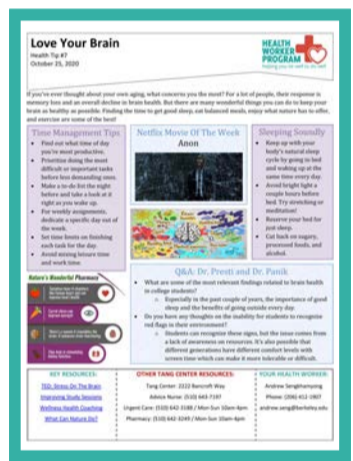 Love Your Brain
Health Tip #7
October 25, 2020
HEALTH
WORKER
PROGRAM
Helping you be well to do well
If you've ever thought about your own aging, what concerns you the most? For a lot of people, their response is
memory loss and an overall decline in brain health. But there are many wonderful things you can do to keep your
brain as healthy as possible. Finding the time to get good sleep, eat balanced meals, enjoy what nature has to offer,
and exercise are some of the best!
Time Management Tips
Find out what time of day
you're most productive.
Prioritize doing the most
difficult or important tasks
before less demanding ones.
Make a to-do list the night
before and take a look at it
right as you wake up.
For weekly assignments,
dedicate a specific day out of
the week.
Set time limits on finishing
each task for the day.
Avoid mixing leisure time
and work time.
Netflix Movie Of The Week
Anon
Sleeping Soundly
Keep up with your
body's natural sleep
cycle by going to bed
and waking up at the
same time every day.
Avoid bright light a
couple hours before
bed. Try stretching or
meditation!
Reserve your bed for
just sleep.
Cut back on sugary,
processed foods, and
alcohol.
Nature's Wonderful Pharmacy
Q&A: Dr. Presti and Dr. Panik
What are some of the most relevant findings related to brain health
in college students?
Especially in the past couple of years, the importance of good
sleep and the benefits of going outside every day.
Do you have any thoughts on the inability for students to recognize
red flags in their environment?
Students can recognize these signs, but the issue comes from
a lack of awareness on resources. It's also possible that
different generations have different comfort levels with
screen time which can make it more tolerable or difficult.
KEY RESOURCES:
TED: Stress On The Brain
Improving Study Sessions
Wellness Health Coaching
What Can Nature Do?
OTHER TANG CENTER RESOURCES:
Tang Center: 2222 Bancroft Way
Advice Nurse: (510) 643-7197
Urgent Care: (510) 642-3188 / Mon-Sun 10am-4pm
Pharmacy: (510) 642-3249 / Mon-Sun 10am-4pm
YOUR HEALTH WORKER:
Andrew Sengkhamyong
Phone: (206) 412-1807
andrew.seng@berkeley.edu